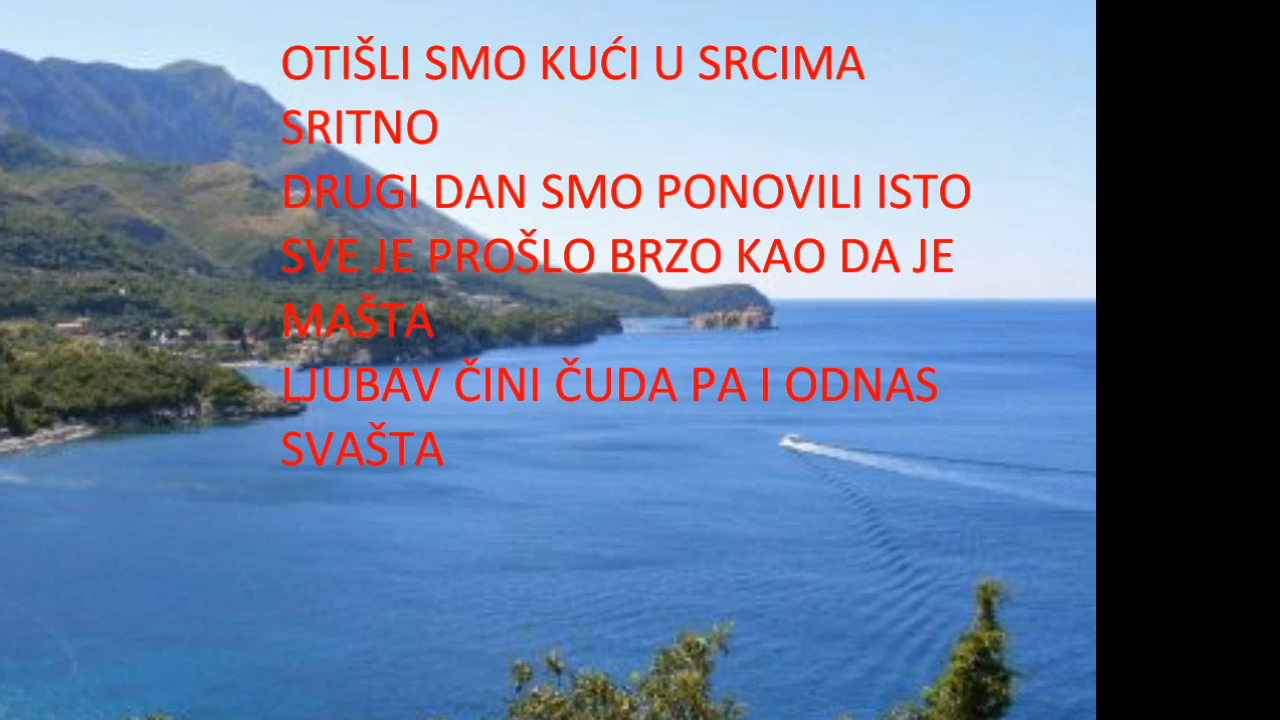 OTIŠLI SMO KUĆI U SRCIMA
SRITNO
DRUGI DAN SMO PONOVILI ISTO
SVE JE PROŠLO BRZO KAO DA JE
MAŠTA
LJUBAV ČINI ČUDA PA I ODNAS
SVAŠTA